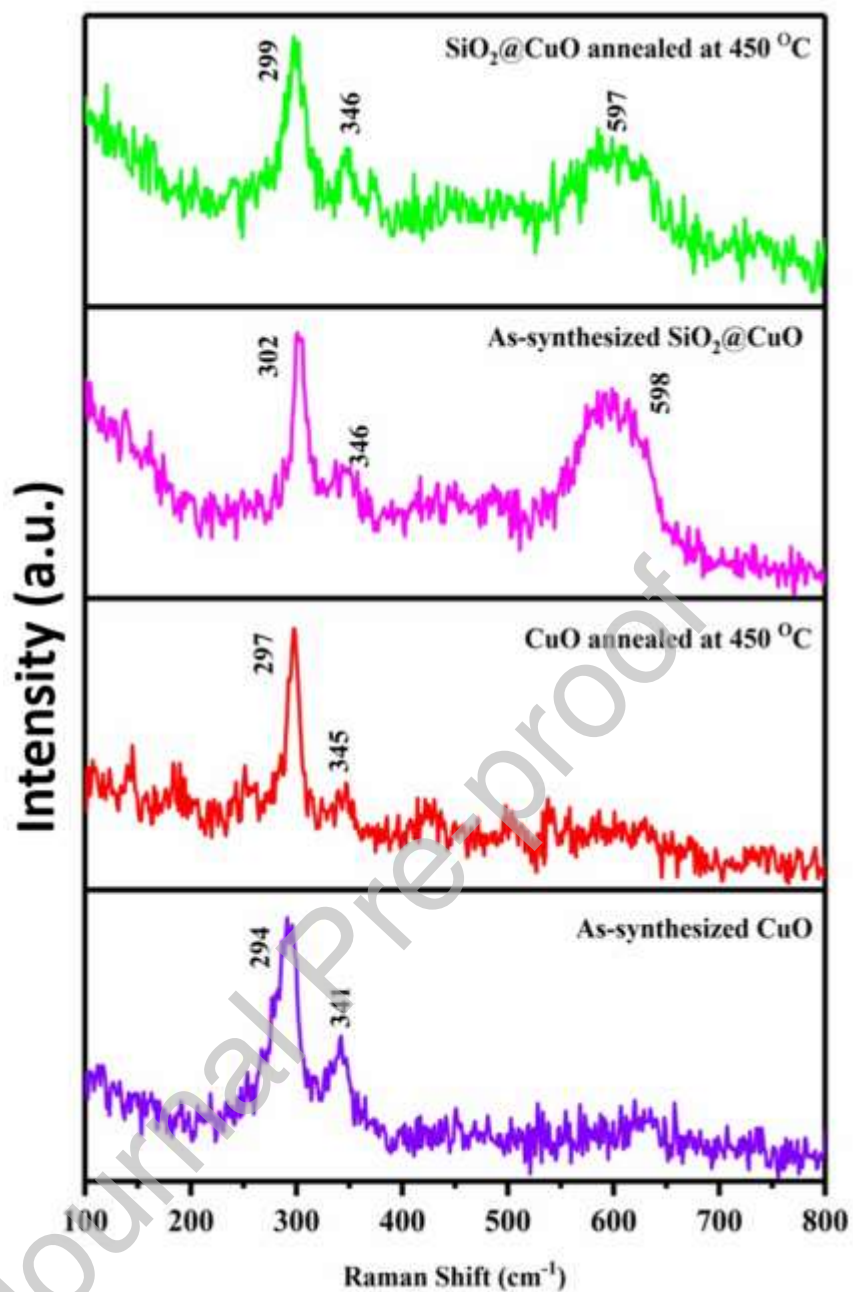 SiO₂@CuO annealed at 450 ᴼC
299
346
597
As-synthesized SiO₂@CuO
302
346
598
CuO annealed at 450 ᴼC
297
345
As-synthesized CuO
294
341
Intensity (a.u.)
100 200 300 400 500 600 700 800
Raman Shift (cm⁻¹)
Journal Pre-proof